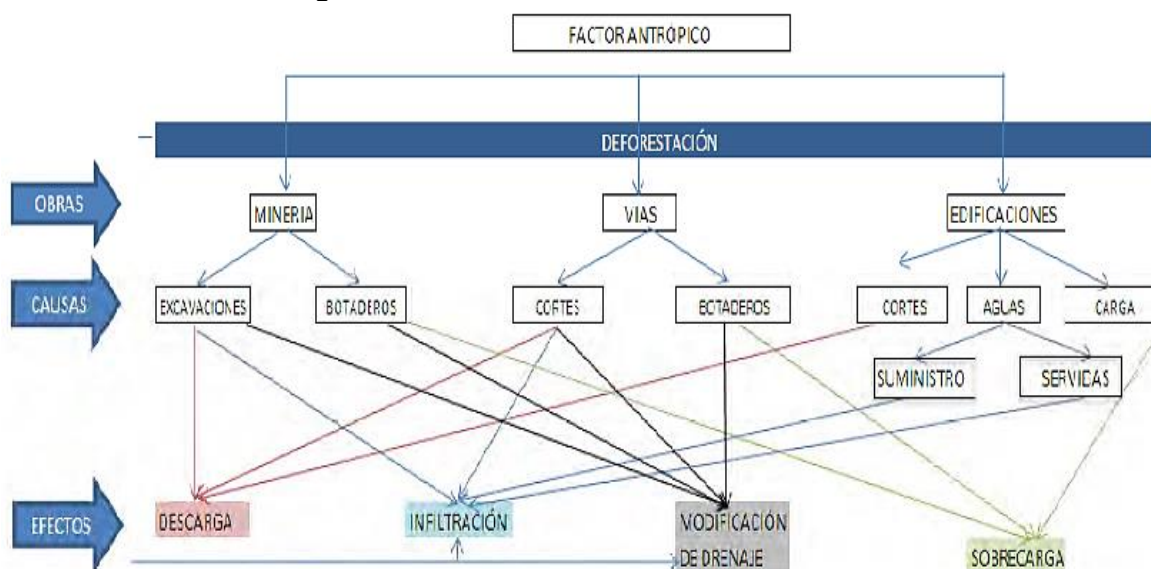 FACTOR ANTRÓPICO
DEFORESTACIÓN
OBRAS
MINERIA
VIAS
EDIFICACIONES
CAUSAS
EXCAVACIONES
BOTADEROS
CORTES
BOTADEROS
CORTES
AGUAS
CARGA
SUMINISTRO
SERVIDAS
EFECTOS
DESCARGA
INFILTRACIÓN
MODIFICACIÓN
DE DRENAJE
SOBRECARGA